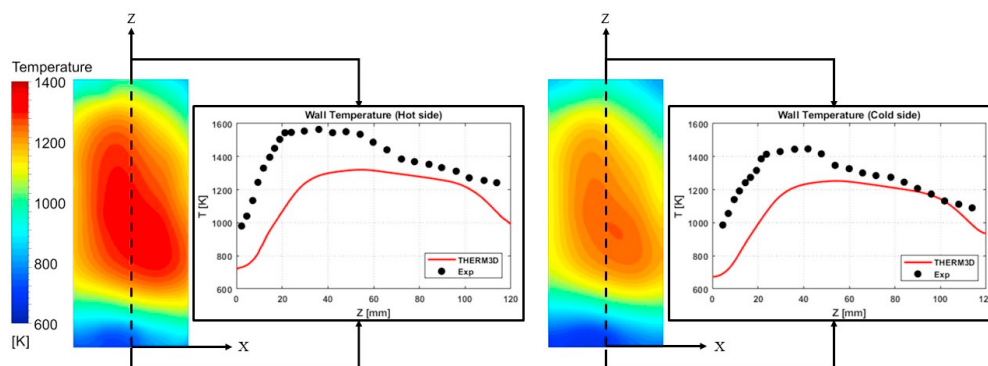 Z
Z
Temperature
1400
1200
1000
800
600
[K]
Wall Temperature (Hot side)
1600
1400
1200
1000
800
600
T [K]
THERM3D
Exp
0 20 40 60 80 100 120
Z [mm]
X
Wall Temperature (Cold side)
1600
1400
1200
1000
800
600
T [K]
THERM3D
Exp
0 20 40 60 80 100 120
Z [mm]
X